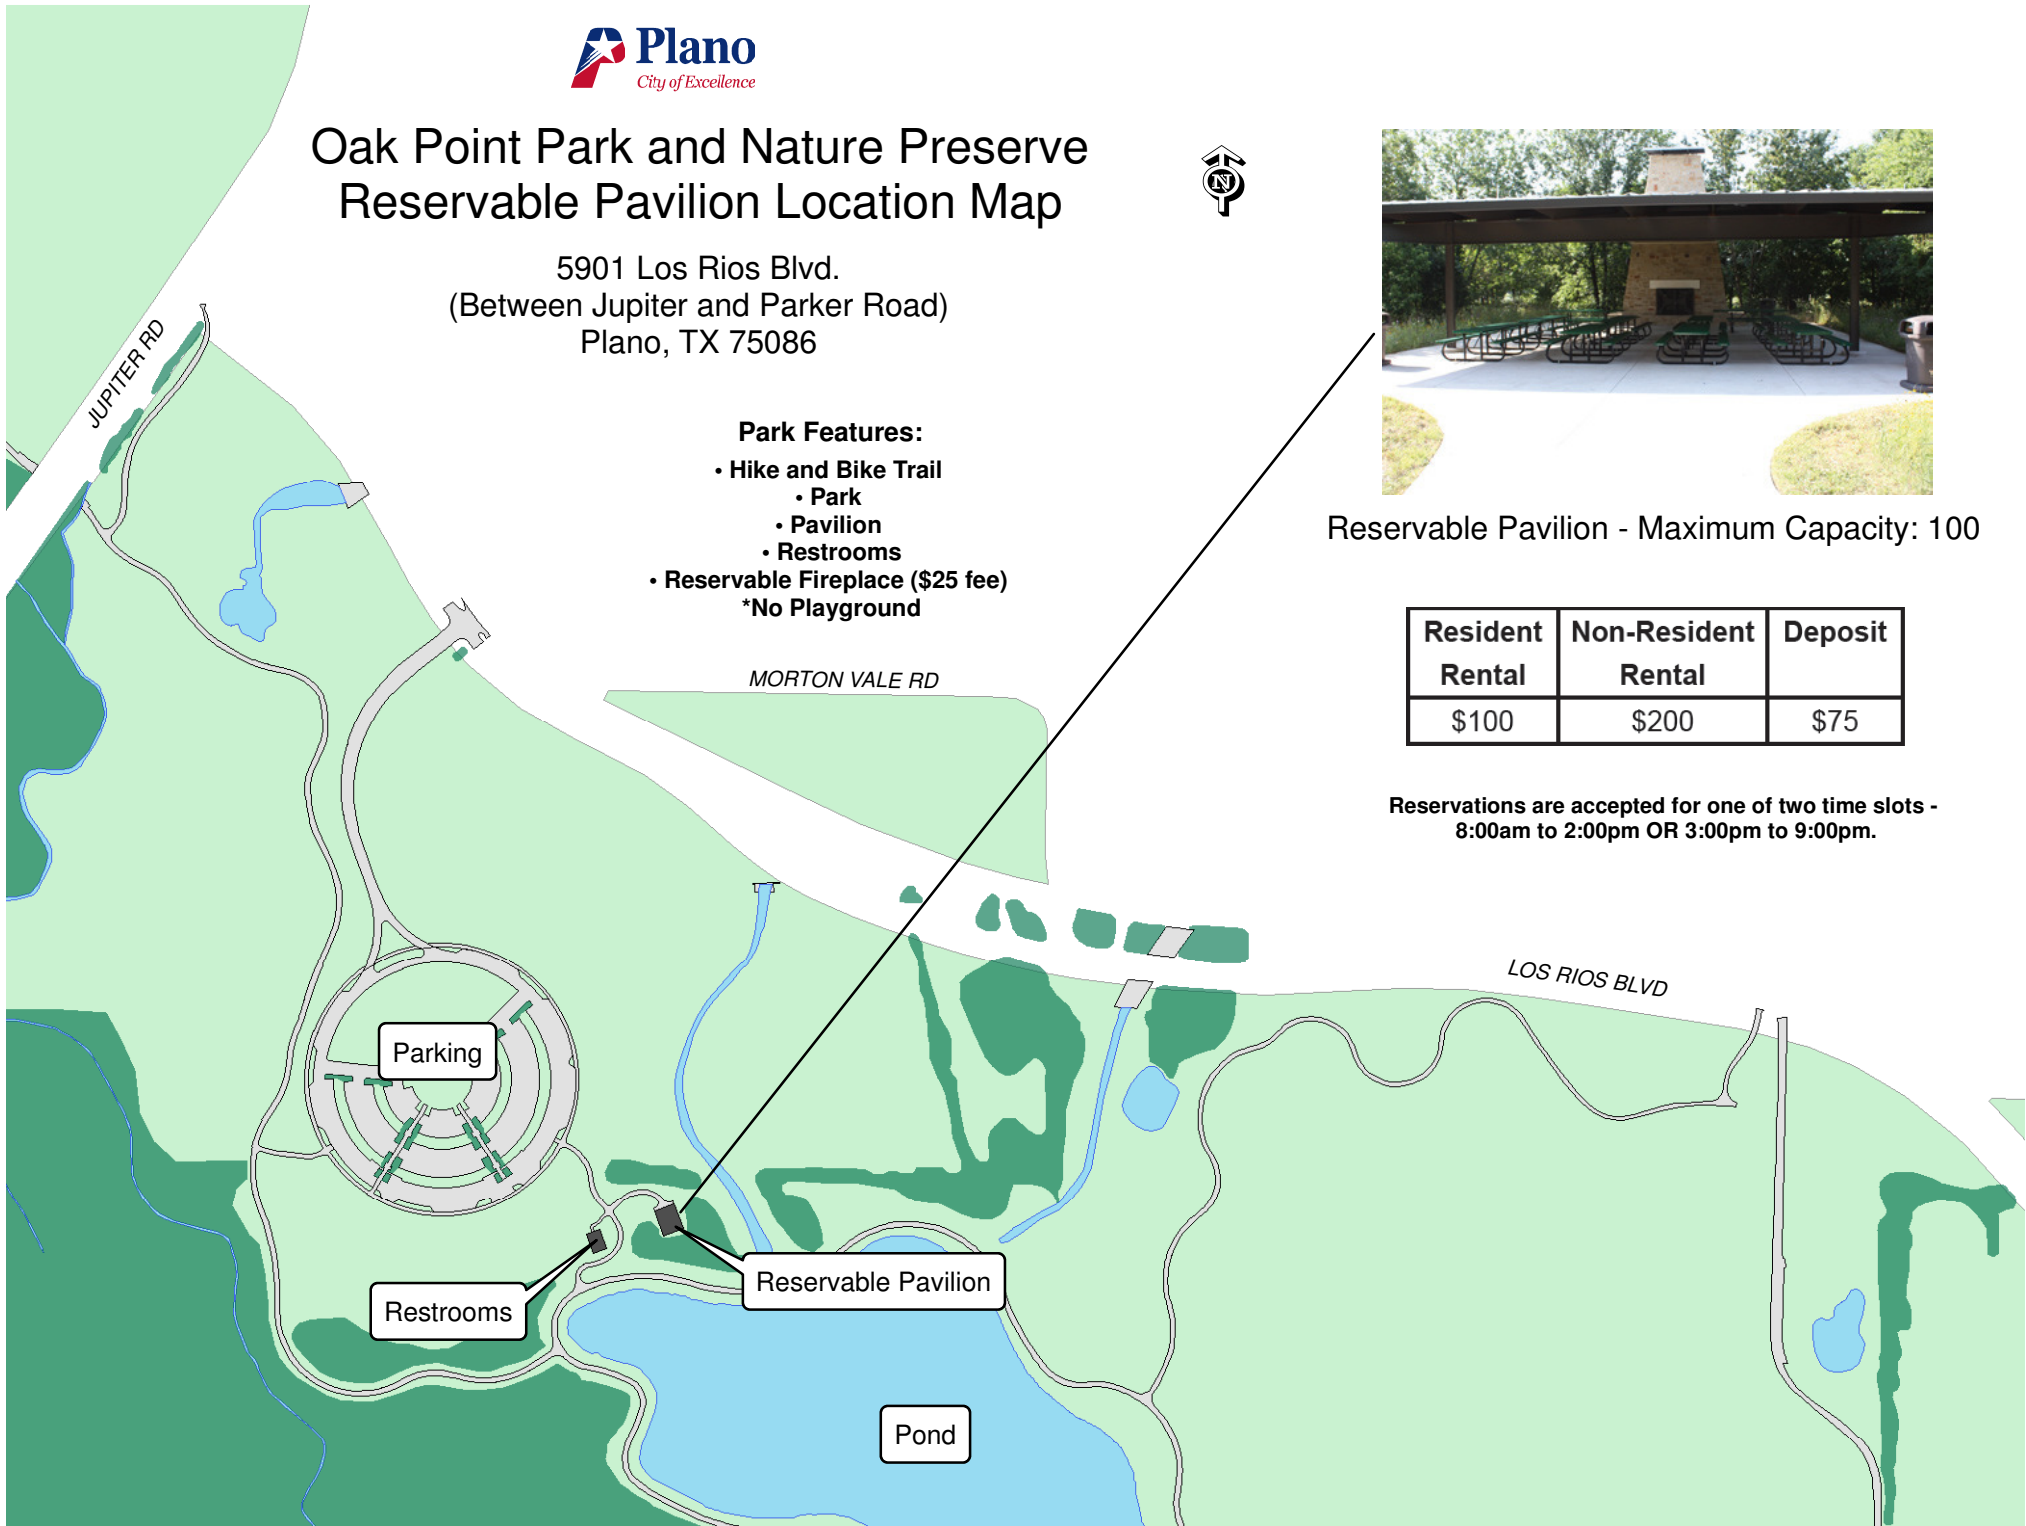 Plano
City of Excellence
Oak Point Park and Nature Preserve
Reservable Pavilion Location Map
5901 Los Rios Blvd.
(Between Jupiter and Parker Road)
Plano, TX 75086
N
JUPITER RD
Park Features:
• Hike and Bike Trail
• Park
• Pavilion
• Restrooms
• Reservable Fireplace ($25 fee)
*No Playground
Reservable Pavilion - Maximum Capacity: 100
Resident Rental
Non-Resident Rental
Deposit
$100
$200
$75
Reservations are accepted for one of two time slots -
8:00am to 2:00pm OR 3:00pm to 9:00pm.
MORTON VALE RD
LOS RIOS BLVD
Parking
Reservable Pavilion
Restrooms
Pond